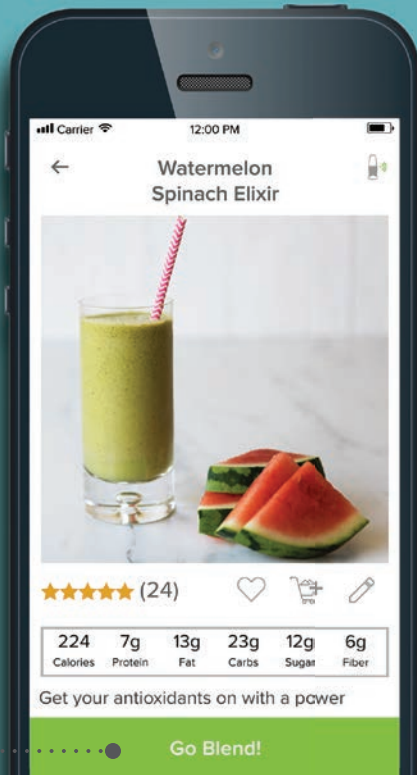 Carrier
12:00 PM
Watermelon
Spinach Elixir
(24)
224 7g 13g 23g 12g 6g
Calories Protein Fat Carbs Sugar Fiber
Get your antioxidants on with a power
Go Blend!